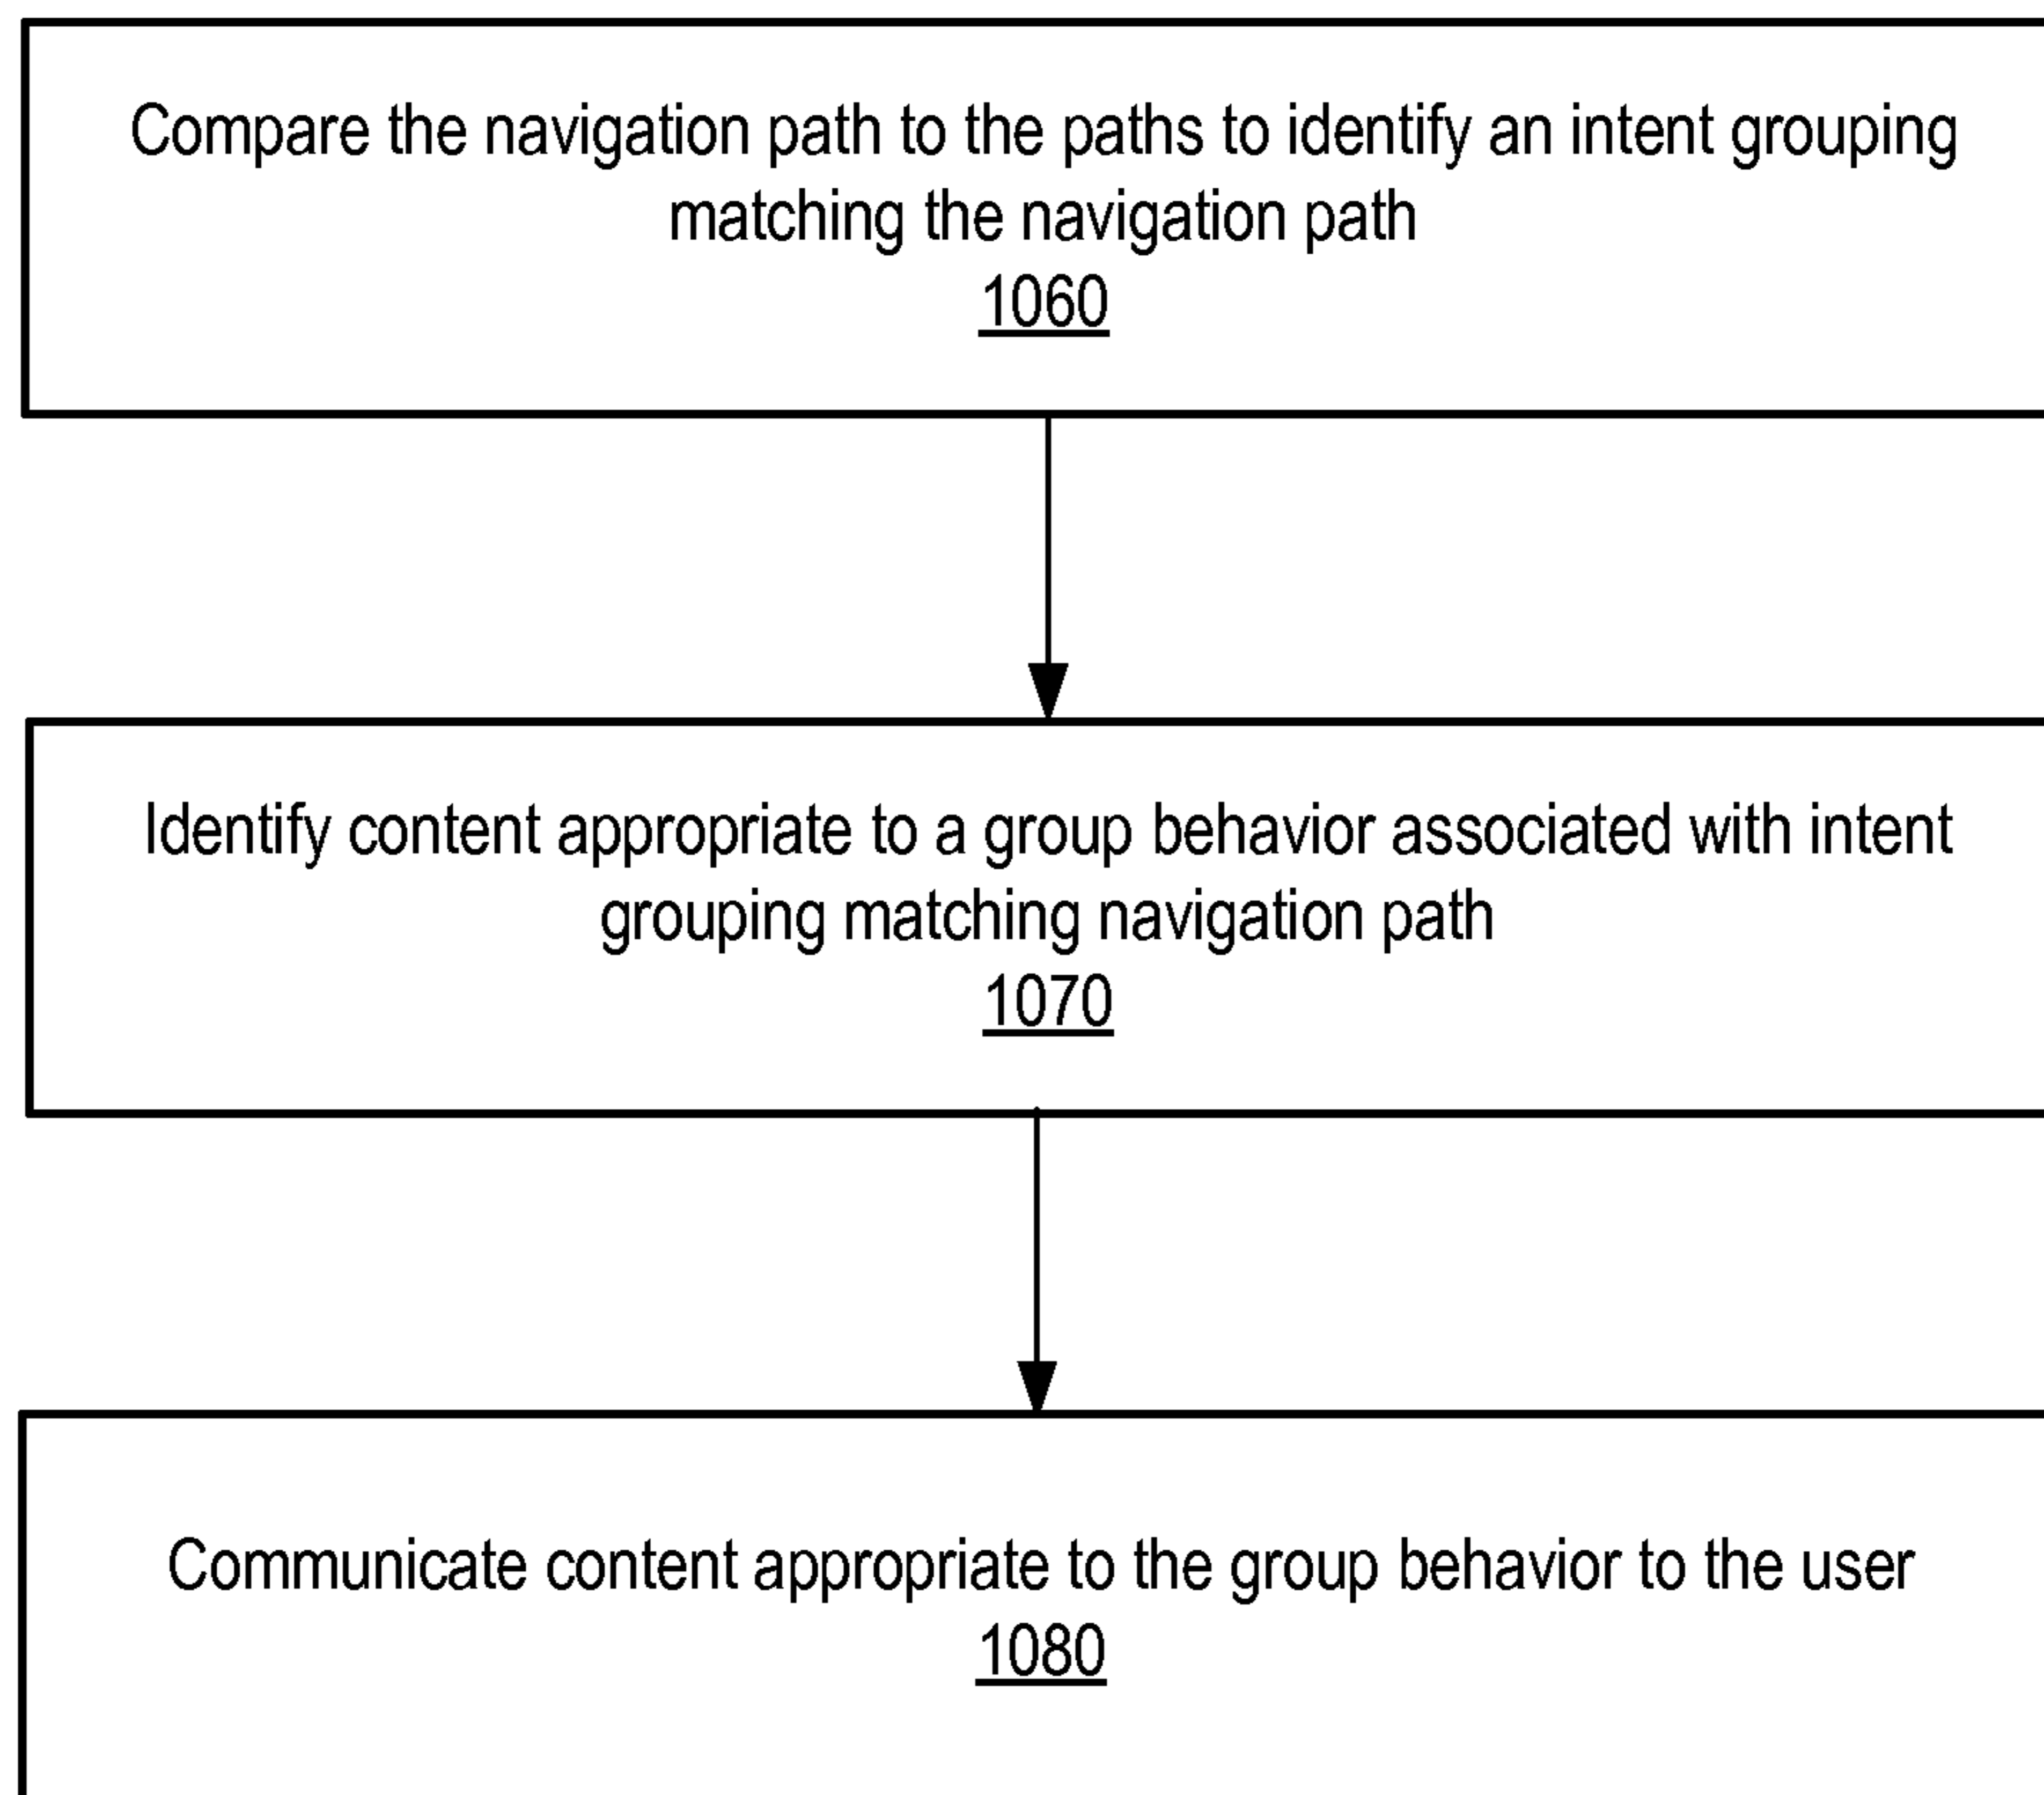 Compare the navigation path to the paths to identify an intent grouping
matching the navigation path
1060
Identify content appropriate to a group behavior associated with intent
grouping matching navigation path
1070
Communicate content appropriate to the group behavior to the user
1080